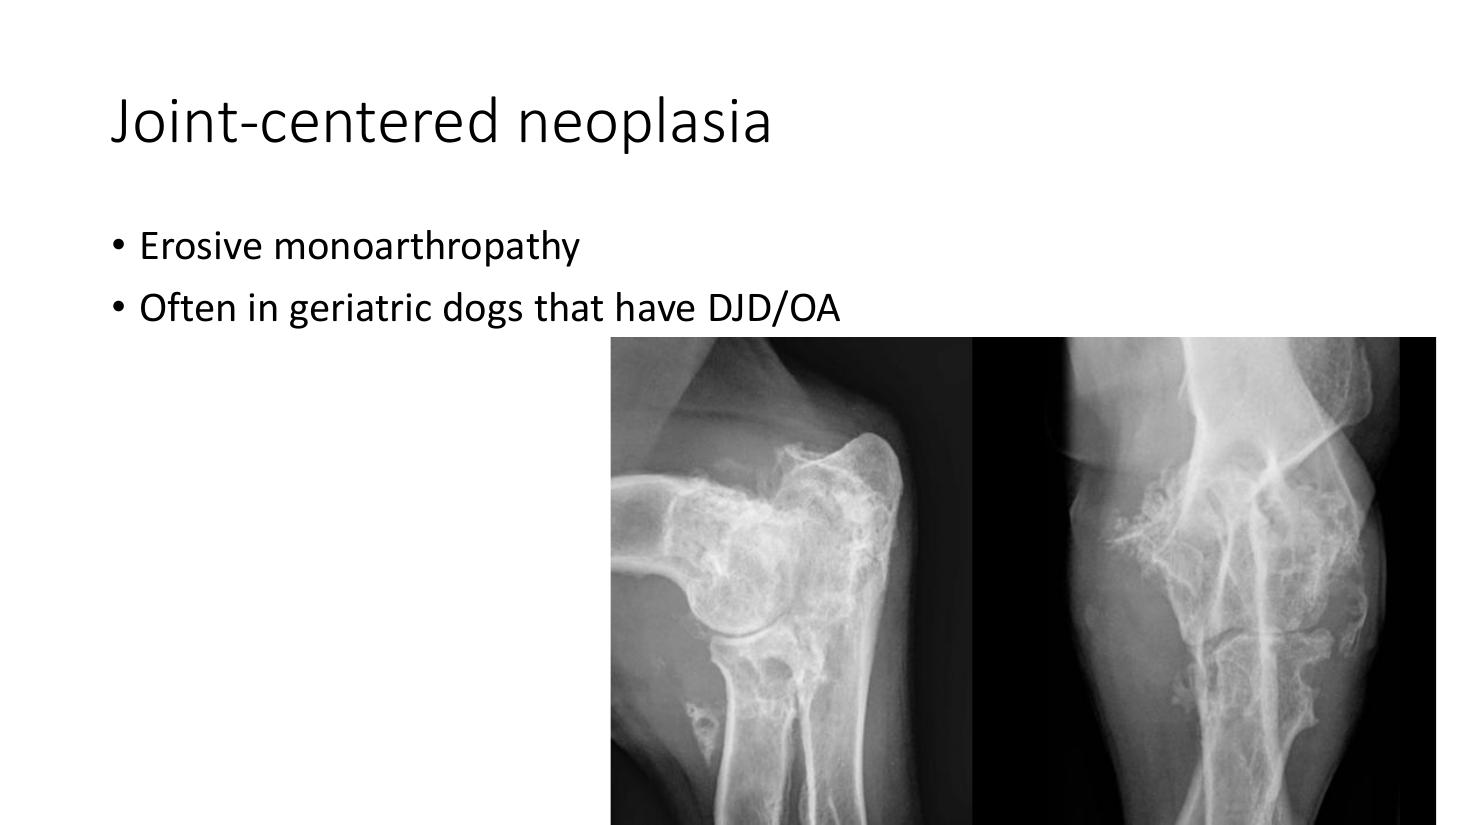 Joint-centered neoplasia
• Erosive monoarthropathy
• Often in geriatric dogs that have DJD/OA